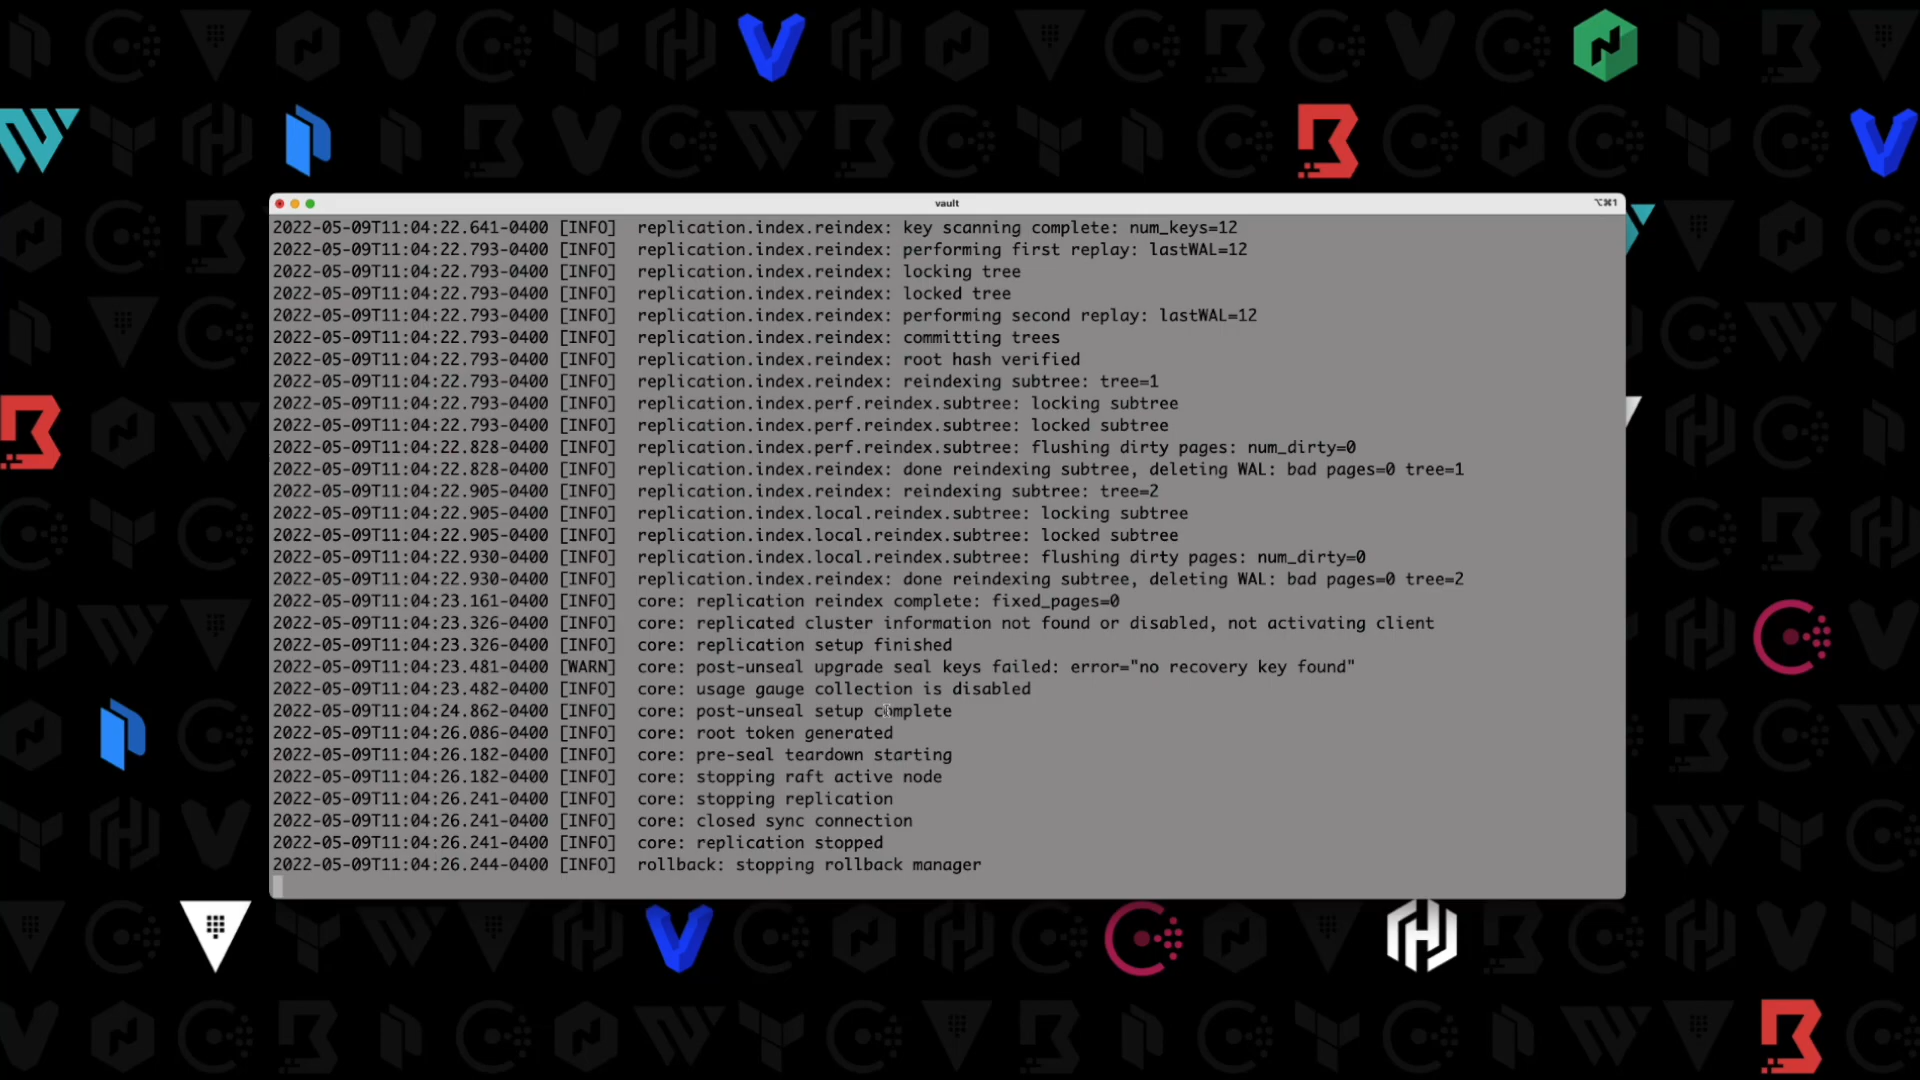 vault
⌥⌘1
2022-05-09T11:04:22.641-0400 [INFO]  replication.index.reindex: key scanning complete: num_keys=12
2022-05-09T11:04:22.793-0400 [INFO]  replication.index.reindex: performing first replay: lastWAL=12
2022-05-09T11:04:22.793-0400 [INFO]  replication.index.reindex: locking tree
2022-05-09T11:04:22.793-0400 [INFO]  replication.index.reindex: locked tree
2022-05-09T11:04:22.793-0400 [INFO]  replication.index.reindex: performing second replay: lastWAL=12
2022-05-09T11:04:22.793-0400 [INFO]  replication.index.reindex: committing trees
2022-05-09T11:04:22.793-0400 [INFO]  replication.index.reindex: root hash verified
2022-05-09T11:04:22.793-0400 [INFO]  replication.index.reindex: reindexing subtree: tree=1
2022-05-09T11:04:22.793-0400 [INFO]  replication.index.perf.reindex.subtree: locking subtree
2022-05-09T11:04:22.793-0400 [INFO]  replication.index.perf.reindex.subtree: locked subtree
2022-05-09T11:04:22.828-0400 [INFO]  replication.index.perf.reindex.subtree: flushing dirty pages: num_dirty=0
2022-05-09T11:04:22.828-0400 [INFO]  replication.index.reindex: done reindexing subtree, deleting WAL: bad pages=0 tree=1
2022-05-09T11:04:22.905-0400 [INFO]  replication.index.reindex: reindexing subtree: tree=2
2022-05-09T11:04:22.905-0400 [INFO]  replication.index.local.reindex.subtree: locking subtree
2022-05-09T11:04:22.905-0400 [INFO]  replication.index.local.reindex.subtree: locked subtree
2022-05-09T11:04:22.930-0400 [INFO]  replication.index.local.reindex.subtree: flushing dirty pages: num_dirty=0
2022-05-09T11:04:22.930-0400 [INFO]  replication.index.reindex: done reindexing subtree, deleting WAL: bad pages=0 tree=2
2022-05-09T11:04:23.161-0400 [INFO]  core: replication reindex complete: fixed_pages=0
2022-05-09T11:04:23.326-0400 [INFO]  core: replicated cluster information not found or disabled, not activating client
2022-05-09T11:04:23.326-0400 [INFO]  core: replication setup finished
2022-05-09T11:04:23.481-0400 [WARN]  core: post-unseal upgrade seal keys failed: error="no recovery key found"
2022-05-09T11:04:23.482-0400 [INFO]  core: usage gauge collection is disabled
2022-05-09T11:04:24.862-0400 [INFO]  core: post-unseal setup complete
2022-05-09T11:04:26.086-0400 [INFO]  core: root token generated
2022-05-09T11:04:26.182-0400 [INFO]  core: pre-seal teardown starting
2022-05-09T11:04:26.182-0400 [INFO]  core: stopping raft active node
2022-05-09T11:04:26.241-0400 [INFO]  core: stopping replication
2022-05-09T11:04:26.241-0400 [INFO]  core: closed sync connection
2022-05-09T11:04:26.241-0400 [INFO]  core: replication stopped
2022-05-09T11:04:26.244-0400 [INFO]  rollback: stopping rollback manager